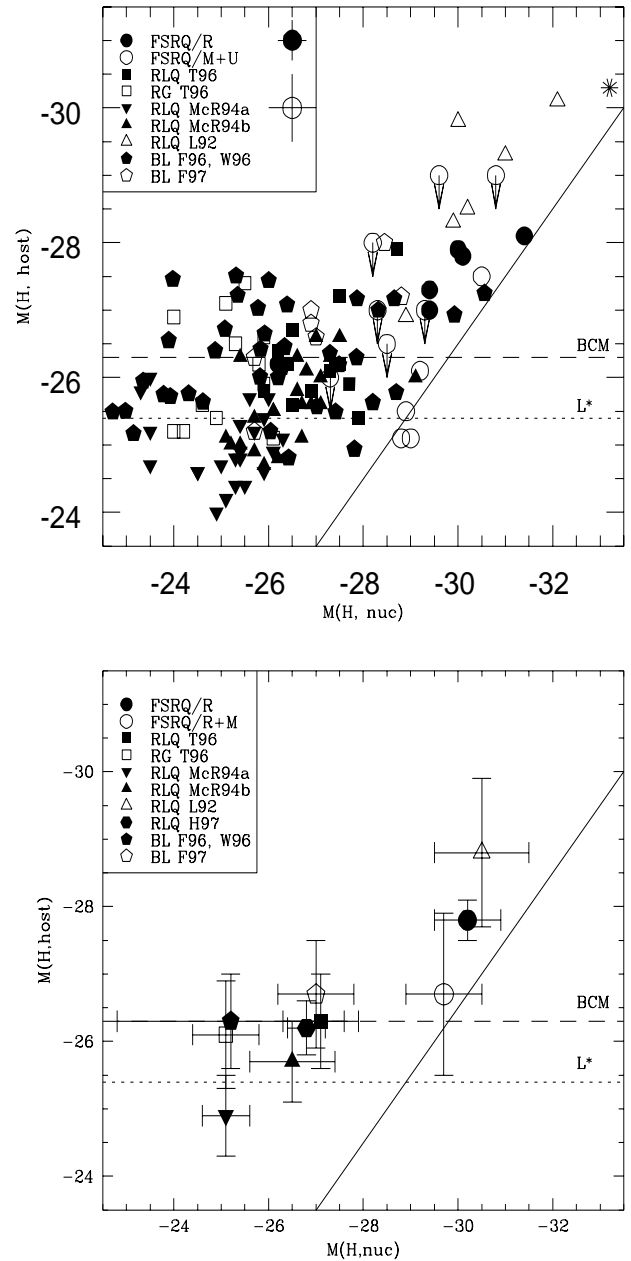 FSRQ/R
FSRQ/M+U
RLQ T96
RG T96
RLQ McR94a
RLQ McR94b
RLQ L92
BL F96, W96
BL F97
-30
-28
-26
-24
M(H, host)
BCM
L*
-24 -26 -28 -30 -32
M(H, nuc)
FSRQ/R
FSRQ/R+M
RLQ T96
RG T96
RLQ McR94a
RLQ McR94b
RLQ L92
RLQ H97
BL F96, W96
BL F97
-30
-28
-26
-24
M(H,host)
BCM
L*
-24 -26 -28 -30 -32
M(H,nuc)